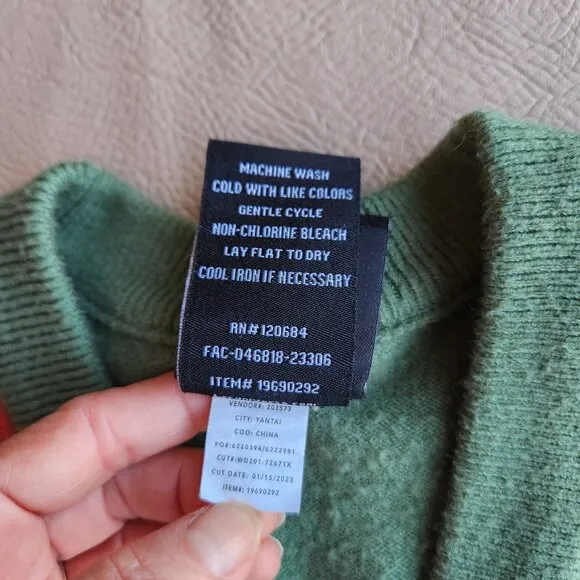 MACHINE WASH
COLD WITH LIKE COLORS
GENTLE CYCLE
NON-CHLORINE BLEACH
LAY FLAT TO DRY
COOL IRON IF NECESSARY
RN#120684
FAC-046818-23306
ITEM# 19690292
VENDOR#: 203573
CITY: YANTAI
COO: CHINA
PO#:6220394/6222981
CUT#:WD201-72671X
CUT DATE: 01/15/2023
ITEM#: 19690292